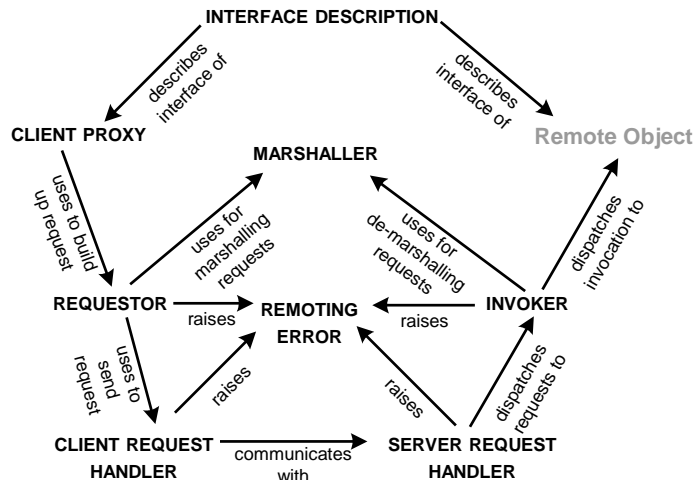 INTERFACE DESCRIPTION
describes
interface of
describes
interface of
CLIENT PROXY
Remote Object
MARSHALLER
uses to build
up request
uses for
marshalling
requests
uses for
de-marshalling
requests
dispatches
invocation to
REQUESTOR
raises
REMOTING
ERROR
raises
INVOKER
uses to
send
request
raises
raises
dispatches
requests to
CLIENT REQUEST
HANDLER
communicates
with
SERVER REQUEST
HANDLER